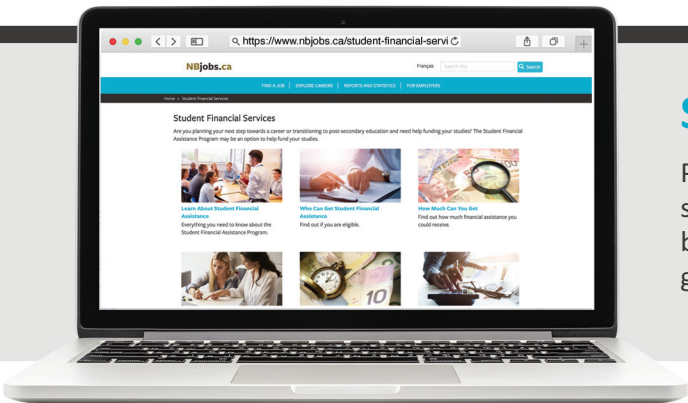 https://www.nbjobs.ca/student-financial-servi
NBjobs.ca
Français
Search Site
Search
FIND A JOB | EXPLORE CAREERS | REPORTS AND STATISTICS | FOR EMPLOYERS
Home » Student Financial Services
Student Financial Services
Are you planning your next step towards a career or transitioning to post-secondary education and need help funding your studies? The Student Financial
Assistance Program may be an option to help fund your studies.
Learn About Student Financial
Assistance
Everything you need to know about the
Student Financial Assistance Program.
Who Can Get Student Financial
Assistance
Find out if you are eligible.
How Much Can You Get
Find out how much financial assistance you
could receive.
10